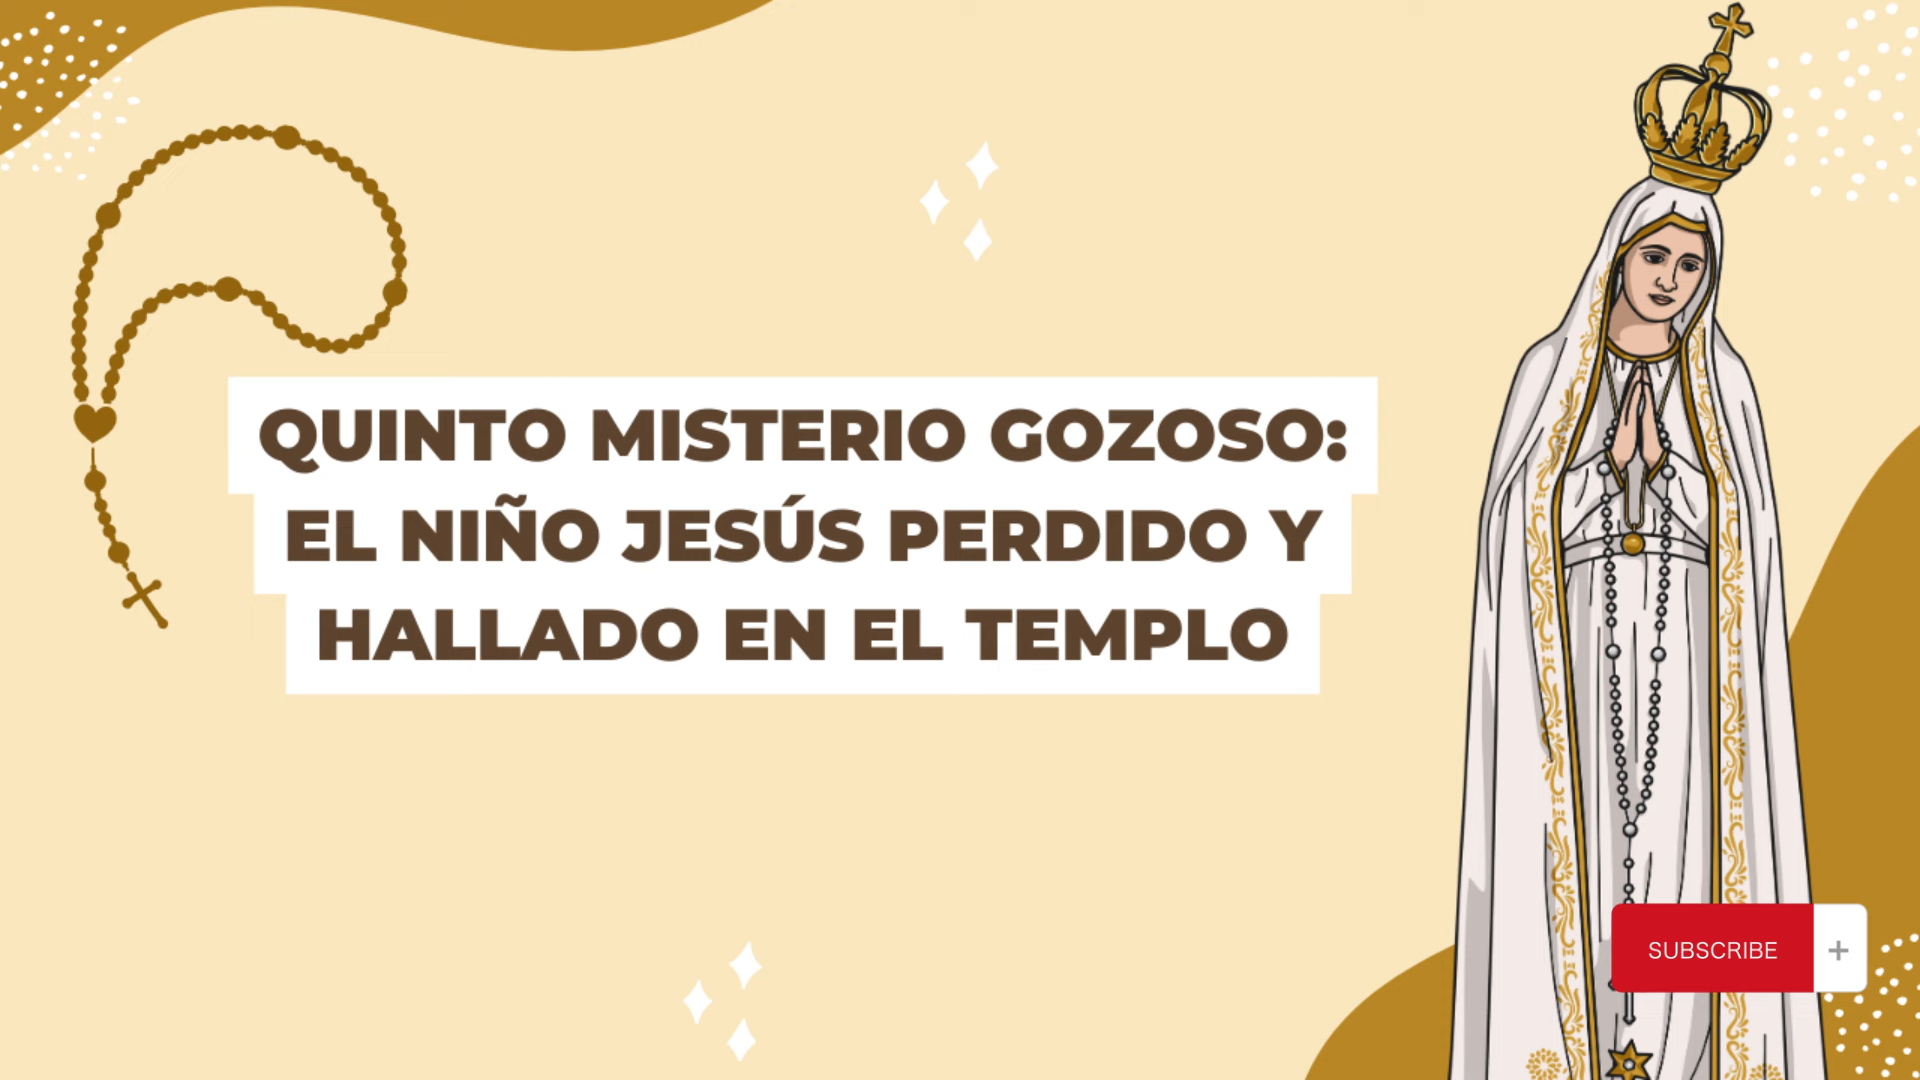 QUINTO MISTERIO GOZOSO:
EL NIÑO JESÚS PERDIDO Y
HALLADO EN EL TEMPLO
SUBSCRIBE +